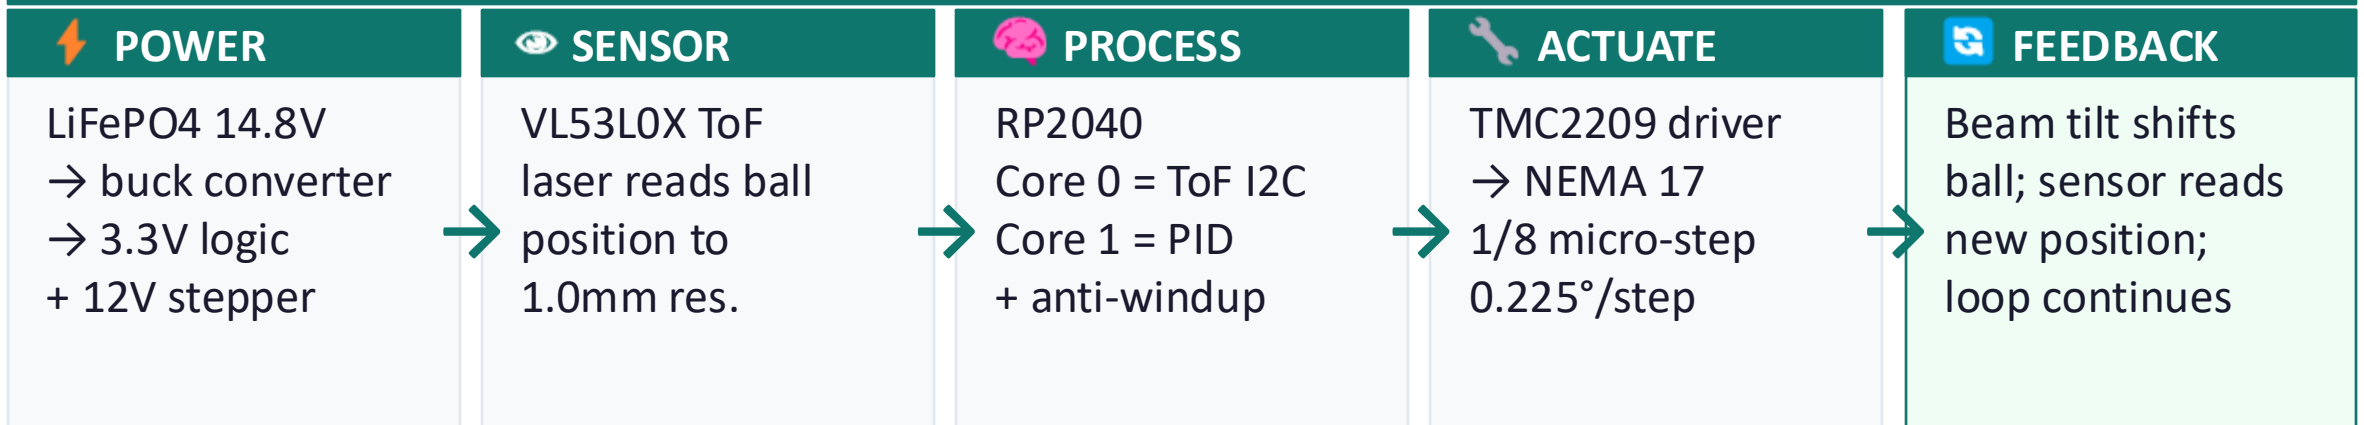 POWER
LiFePO4 14.8V
→ buck converter
→ 3.3V logic
+ 12V stepper
SENSOR
VL53L0X ToF
laser reads ball
position to
1.0mm res.
PROCESS
RP2040
Core 0 = ToF I2C
Core 1 = PID
+ anti-windup
ACTUATE
TMC2209 driver
→ NEMA 17
1/8 micro-step
0.225°/step
FEEDBACK
Beam tilt shifts
ball; sensor reads
new position;
loop continues